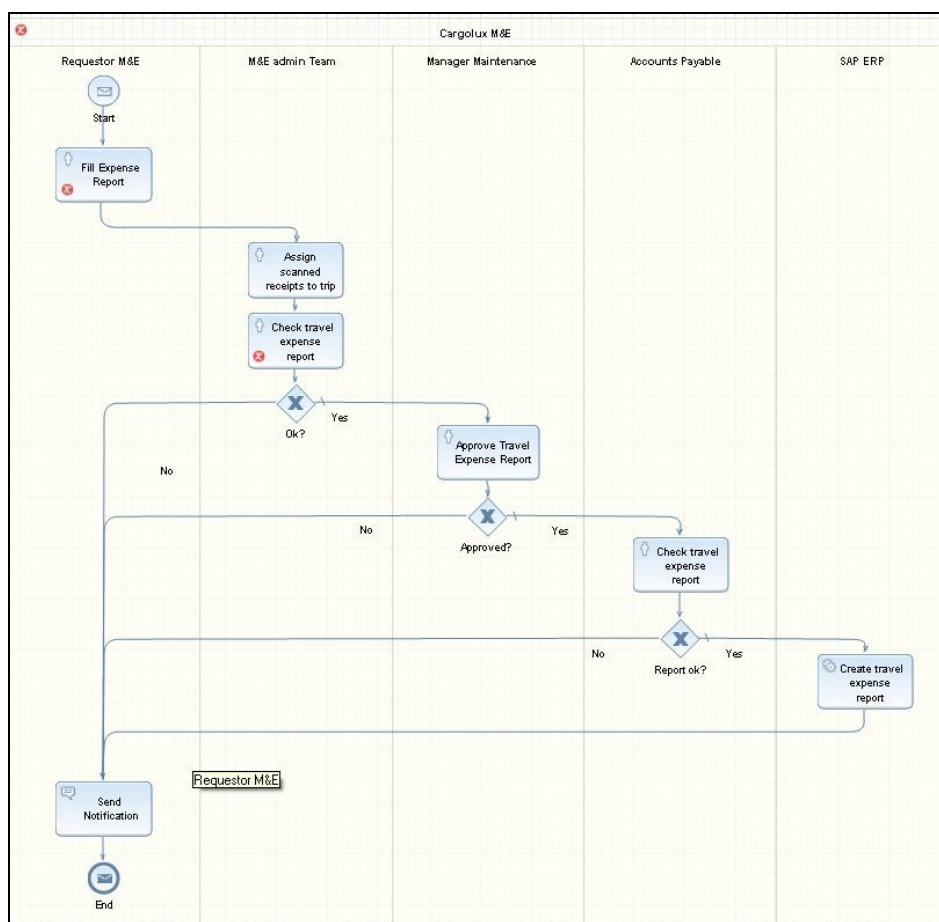 Cargolux M&E
Requestor M&E
M&E admin Team
Manager Maintenance
Accounts Payable
SAP ERP
Start
Fill Expense
Report
Assign
scanned
receipts to trip
Check travel
expense
report
Yes
Ok?
No
Approve Travel
Expense Report
No
Yes
Approved?
Check travel
expense
report
No
Yes
Report ok?
Create travel
expense
report
Requestor M&E
Send
Notification
End